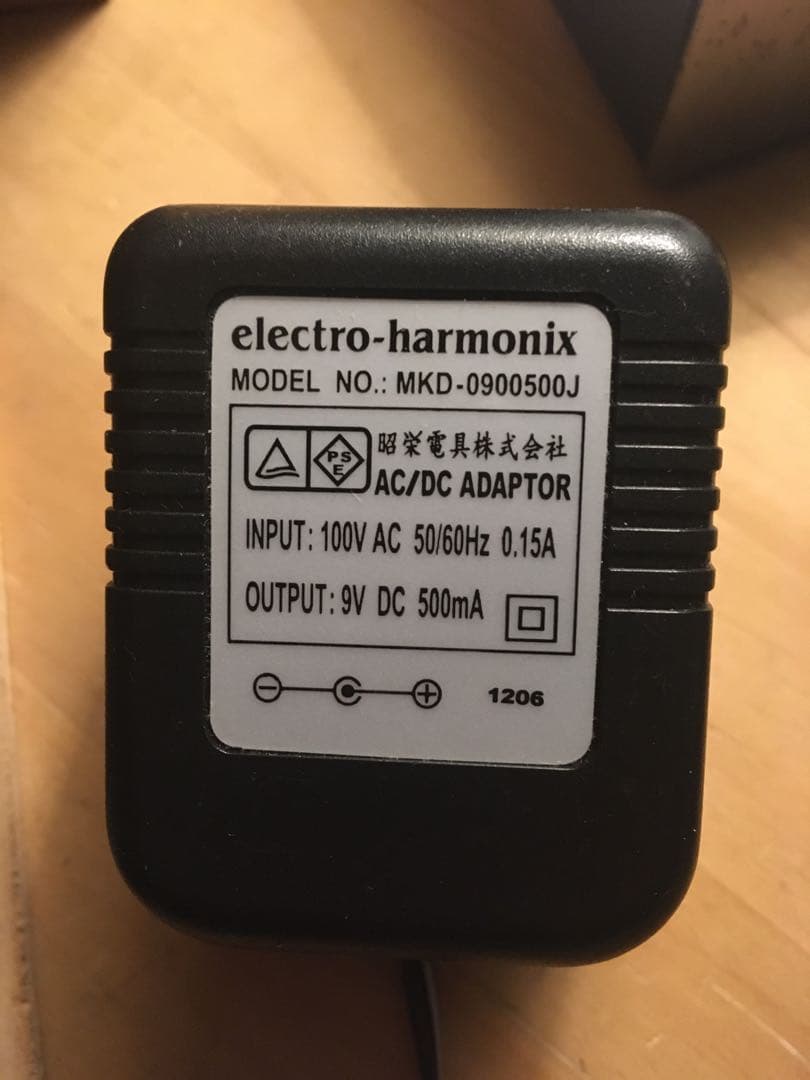 electro-harmonix
MODEL NO.: MKD-0900500J
PS
E
昭栄電具株式会社
AC/DC ADAPTOR
INPUT: 100V AC 50/60Hz 0.15A
OUTPUT: 9V DC 500mA
1206